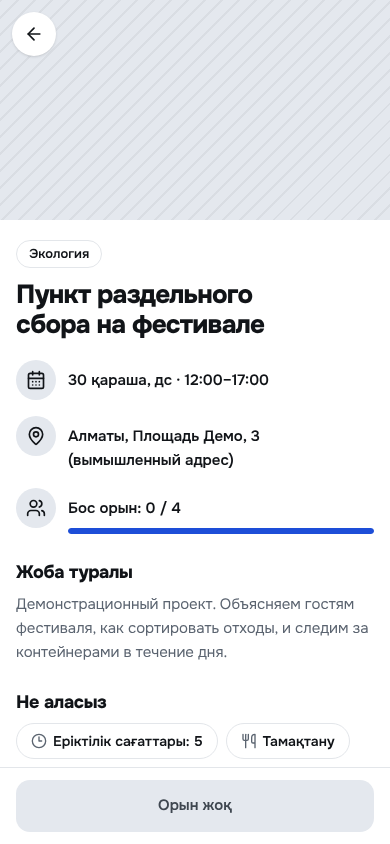 Экология
Пункт раздельного
сбора на фестивале
30 қараша, дс · 12:00–17:00
Алматы, Площадь Демо, 3
(вымышленный адрес)
Бос орын: 0 / 4
Жоба туралы
Демонстрационный проект. Объясняем гостям
фестиваля, как сортировать отходы, и следим за
контейнерами в течение дня.
Не аласыз
Еріктілік сағаттары: 5
Тамақтану
Орын жоқ